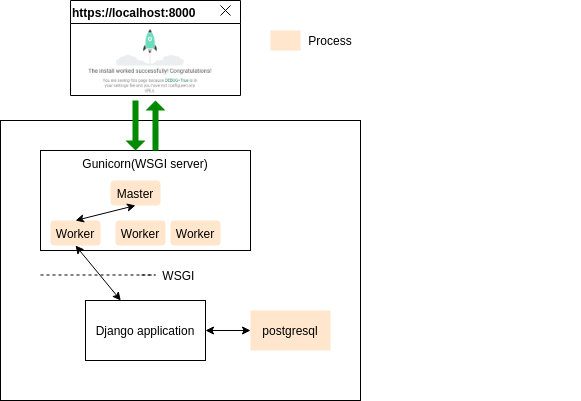 https://localhost:8000
Process
The install worked successfully! Congratulations!
You are seeing this page because DEBUG=True is in
your settings file and you have not configured any
URLs.
Gunicorn(WSGI server)
Master
Worker Worker Worker
WSGI
Django application
postgresql